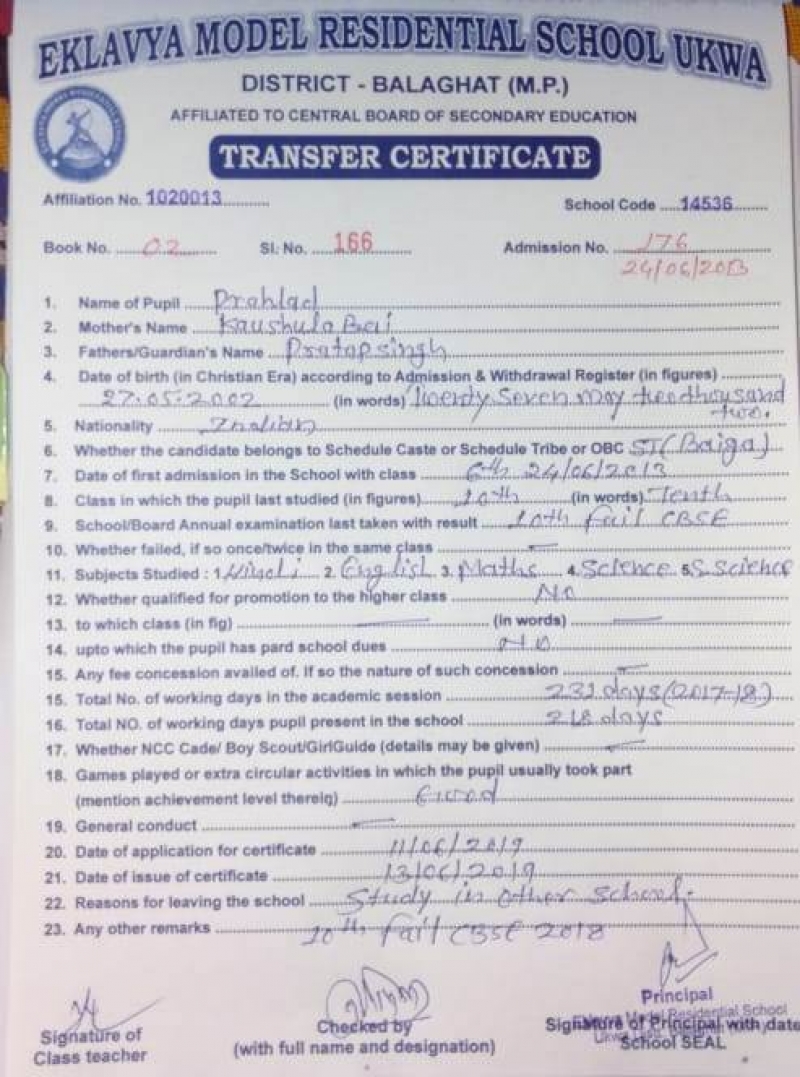 EKLAVYA MODEL RESIDENTIAL SCHOOL UKWA
DISTRICT - BALAGHAT (M.P.)
AFFILIATED TO CENTRAL BOARD OF SECONDARY EDUCATION
TRANSFER CERTIFICATE
Affiliation No. 1020013 School Code 14536
Book No. 02 Sl. No. 166 Admission No. 176
24/06/2013
1. Name of Pupil Prahlad
2. Mother's Name Kaushula Bai
3. Fathers/Guardian's Name Pratap singh
4. Date of birth (in Christian Era) according to Admission & Withdrawal Register (in figures)
27.05.2002 (in words) Twenty Seven may twothousand
two.
5. Nationality Indian
6. Whether the candidate belongs to Schedule Caste or Schedule Tribe or OBC ST (Baiga)
7. Date of first admission in the School with class 6th 24/06/2013
8. Class in which the pupil last studied (in figures) 10th (in words) Tenth
9. School/Board Annual examination last taken with result 10th fail CBSE
10. Whether failed, if so once/twice in the same class
11. Subjects Studied : 1. Hindi 2. English 3. Maths 4. Science 5. S. Science
12. Whether qualified for promotion to the higher class No
13. to which class (in fig) (in words)
14. upto which the pupil has pard school dues No
15. Any fee concession availed of. If so the nature of such concession
15. Total No. of working days in the academic session 231 days (2017-18)
16. Total NO. of working days pupil present in the school 218 days
17. Whether NCC Cade/ Boy Scout/GirlGuide (details may be given)
18. Games played or extra circular activities in which the pupil usually took part
(mention achievement level thereig) Good
19. General conduct
20. Date of application for certificate 11/06/2019
21. Date of issue of certificate 13/06/2019
22. Reasons for leaving the school Study in other school.
23. Any other remarks 10th fail CBSE 2018
Signature of
Class teacher
Checked by
(with full name and designation)
Principal
Eklavya Model Residential School
Signature of Principal with date
School SEAL